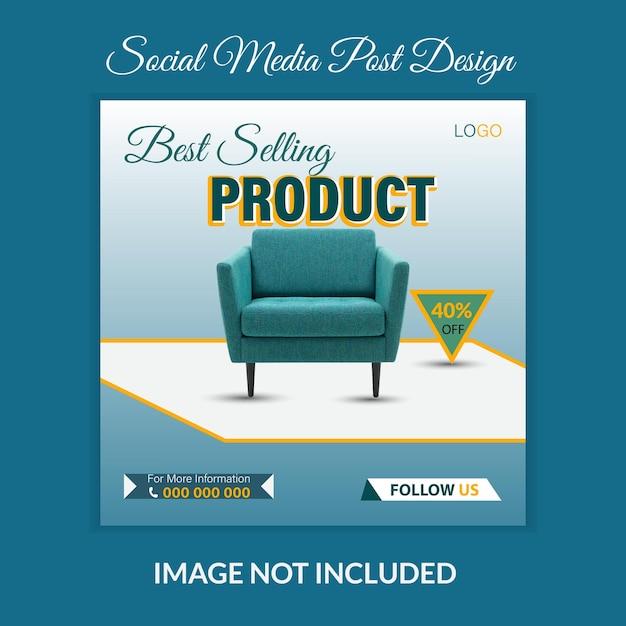 Social Media Post Design
LOGO
Best Selling
PRODUCT
40%
OFF
For More Information
000 000 000
FOLLOW US
IMAGE NOT INCLUDED